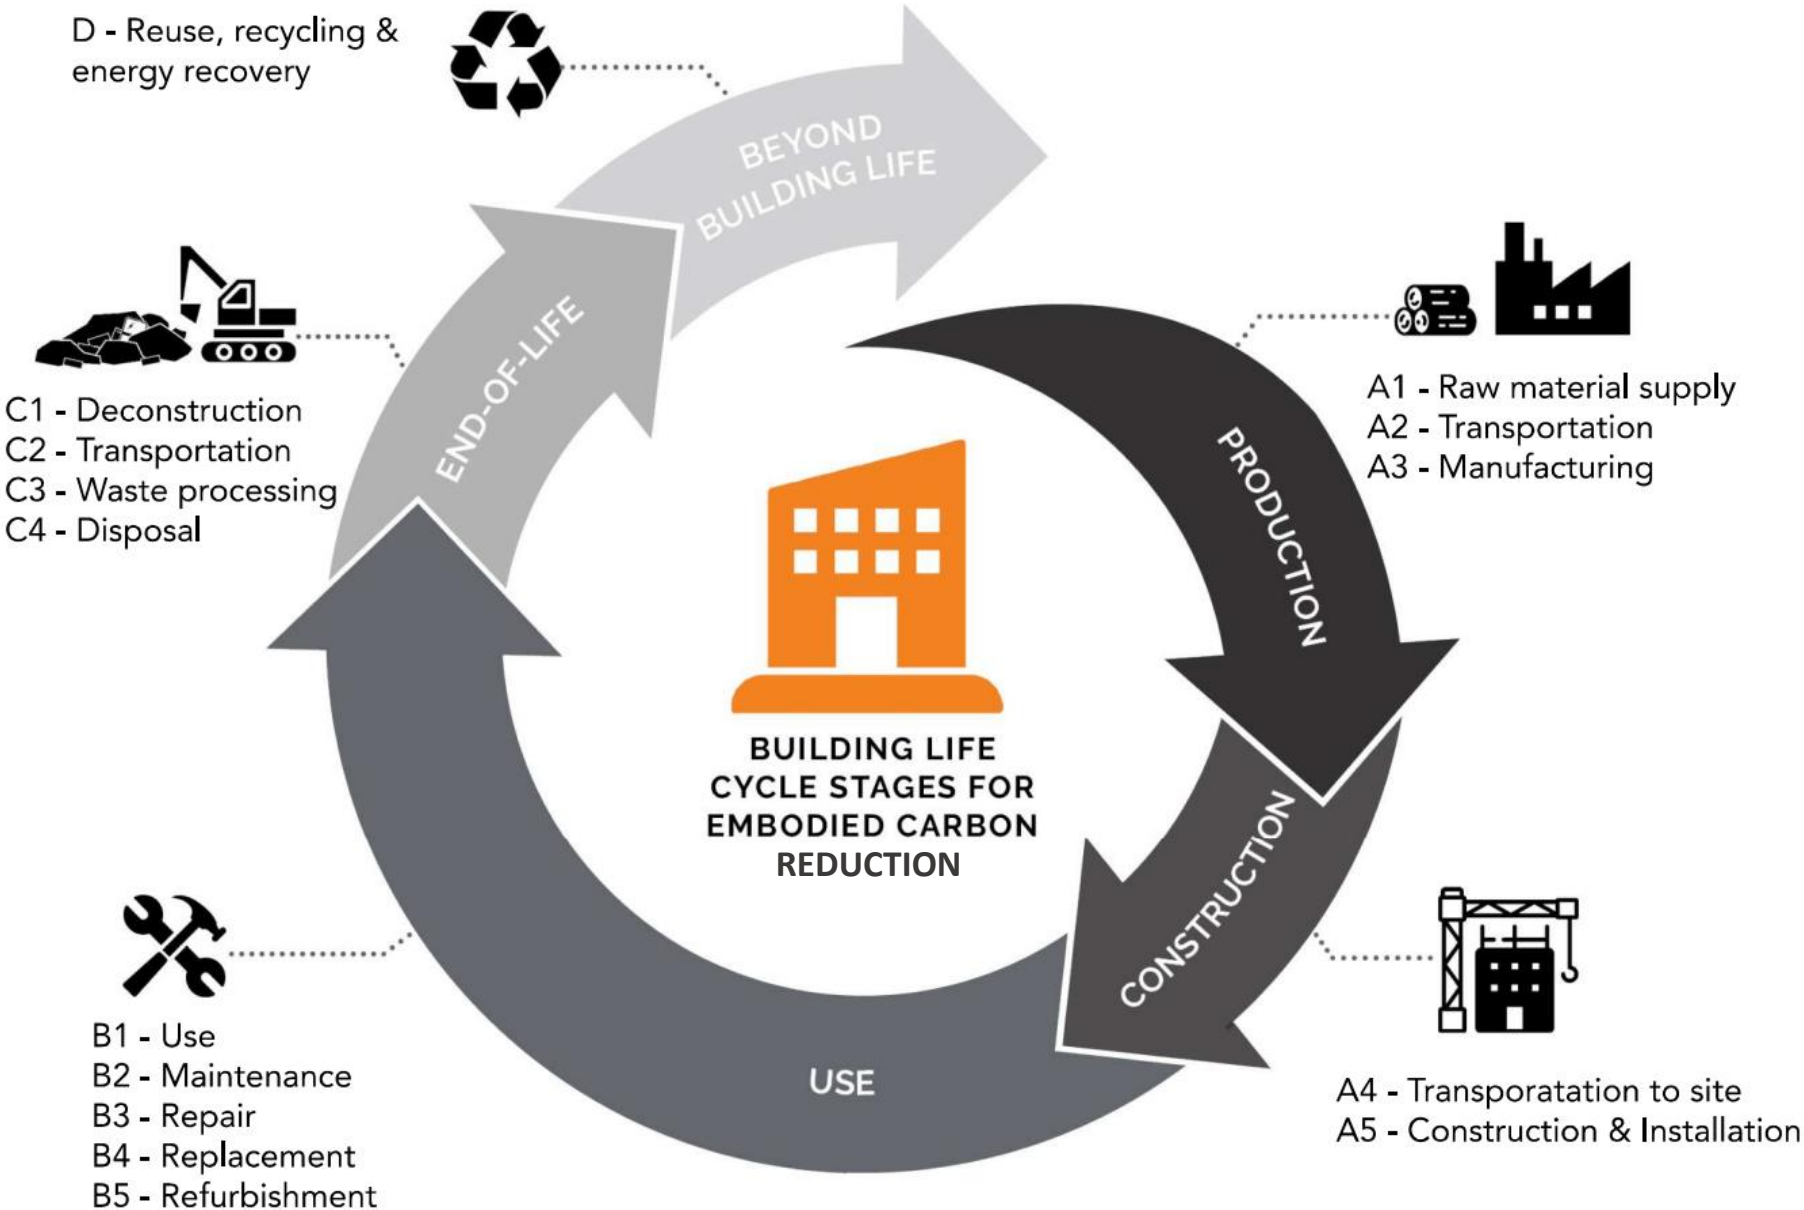 D - Reuse, recycling &
energy recovery
BEYOND
BUILDING LIFE
A1 - Raw material supply
A2 - Transportation
A3 - Manufacturing
PRODUCTION
END-OF-LIFE
C1 - Deconstruction
C2 - Transportation
C3 - Waste processing
C4 - Disposal
BUILDING LIFE
CYCLE STAGES FOR
EMBODIED CARBON
REDUCTION
CONSTRUCTION
A4 - Transporatation to site
A5 - Construction & Installation
USE
B1 - Use
B2 - Maintenance
B3 - Repair
B4 - Replacement
B5 - Refurbishment